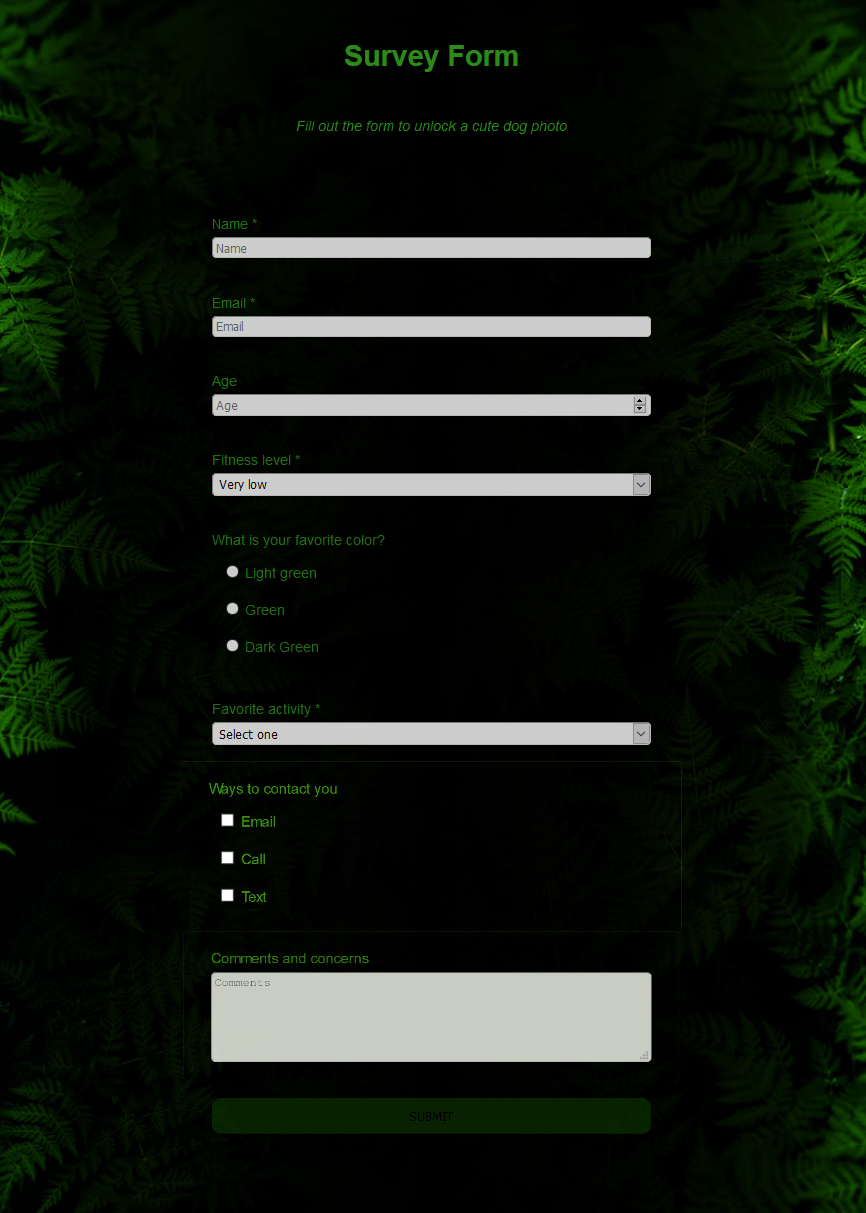 Survey Form
Fill out the form to unlock a cute dog photo
Name *
Name
Email *
Email
Age
Age
Fitness level *
Very low
What is your favorite color?
Light green
Green
Dark Green
Favorite activity *
Select one
Ways to contact you
Email
Call
Text
Comments and concerns
Comments
SUBMIT